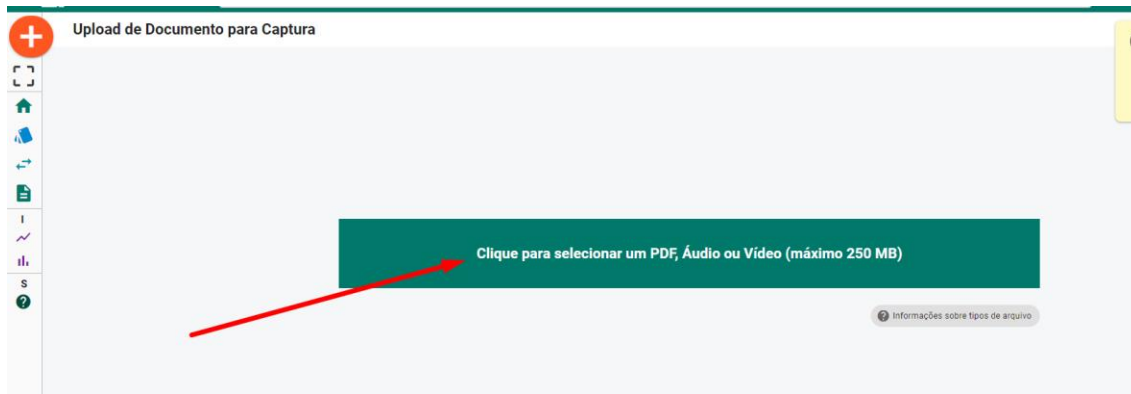 Upload de Documento para Captura
I
S
Clique para selecionar um PDF, Áudio ou Vídeo (máximo 250 MB)
Informações sobre tipos de arquivo